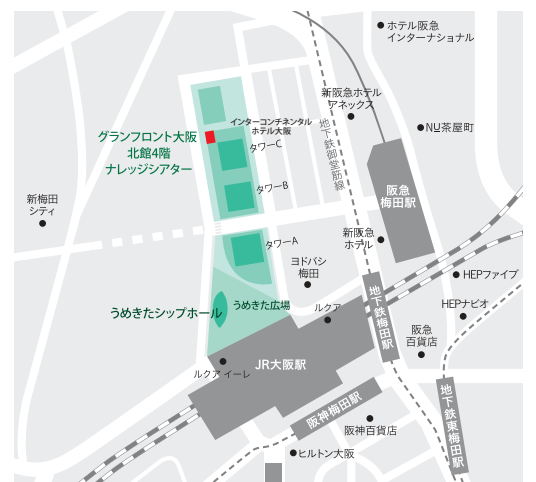 ホテル阪急
インターナショナル
新阪急ホテル
アネックス
インターコンチネンタル
ホテル大阪
グランフロント大阪
北館4階
ナレッジシアター
タワーC
地下鉄御堂筋線
NU茶屋町
タワーB
阪急
梅田駅
新梅田
シティ
新阪急
ホテル
タワーA
ヨドバシ
梅田
HEPファイブ
地下鉄梅田駅
うめきた広場
うめきたシップホール
ルクア
HEPナビオ
阪急
百貨店
JR大阪駅
ルクア イーレ
地下鉄東梅田駅
阪神梅田駅
阪神百貨店
ヒルトン大阪